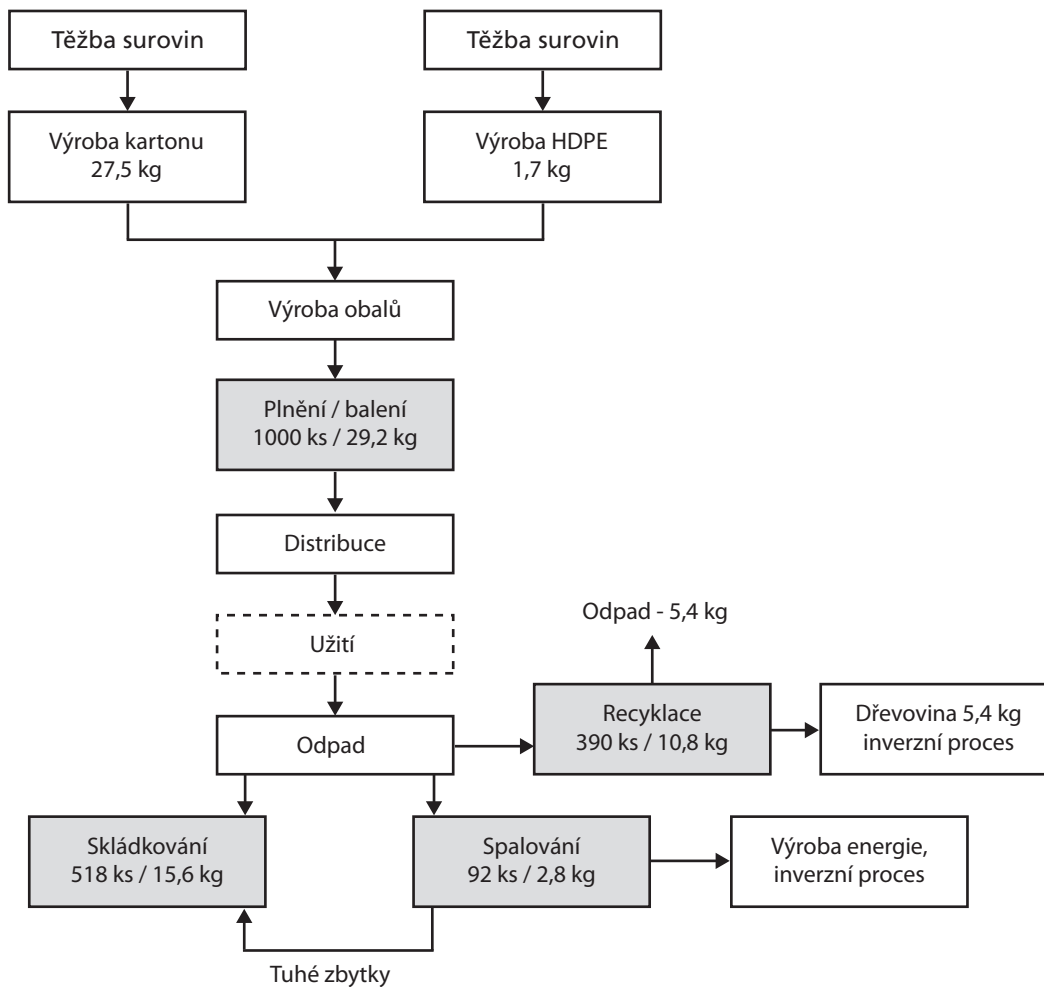 Těžba surovin
Těžba surovin
Výroba kartonu
27,5 kg
Výroba HDPE
1,7 kg
Výroba obalů
Plnění / balení
1000 ks / 29,2 kg
Distribuce
Užití
Odpad - 5,4 kg
Odpad
Recyklace
390 ks / 10,8 kg
Dřevovina 5,4 kg
inverzní proces
Skládkování
518 ks / 15,6 kg
Spalování
92 ks / 2,8 kg
Výroba energie,
inverzní proces
Tuhé zbytky